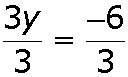 3y/3 = -6/3